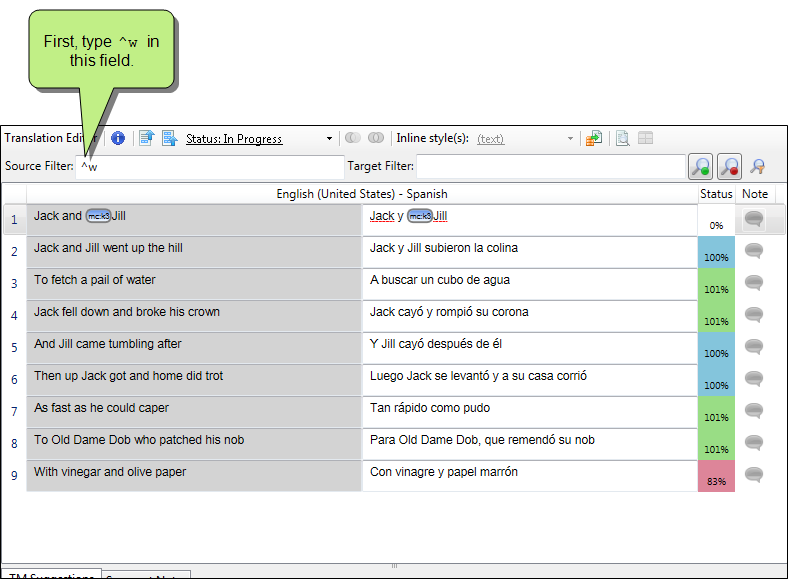 First, type ^w in
this field.
Translation Edi Status: In Progress Inline style(s): (text)
Source Filter: ^w Target Filter:
English (United States) - Spanish Status Note
1 Jack and mc:k3 Jill Jack y mc:k3 Jill 0%
2 Jack and Jill went up the hill Jack y Jill subieron la colina 100%
3 To fetch a pail of water A buscar un cubo de agua 101%
4 Jack fell down and broke his crown Jack cayó y rompió su corona 101%
5 And Jill came tumbling after Y Jill cayó después de él 100%
6 Then up Jack got and home did trot Luego Jack se levantó y a su casa corrió 100%
7 As fast as he could caper Tan rápido como pudo 101%
8 To Old Dame Dob who patched his nob Para Old Dame Dob, que remendó su nob 101%
9 With vinegar and olive paper Con vinagre y papel marrón 83%
TM Suggestions